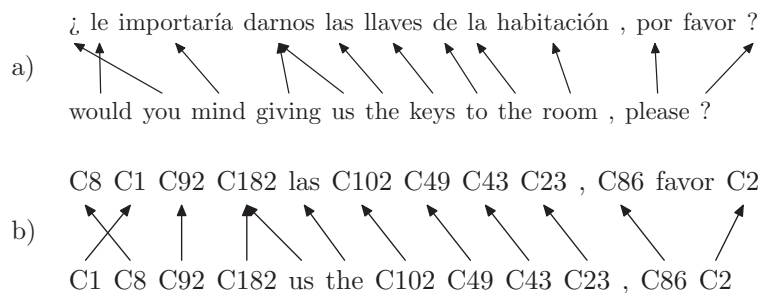 ¿ le importaría darnos las llaves de la habitación , por favor ?
a)
would you mind giving us the keys to the room , please ?
C8 C1 C92 C182 las C102 C49 C43 C23 , C86 favor C2
b)
C1 C8 C92 C182 us the C102 C49 C43 C23 , C86 C2